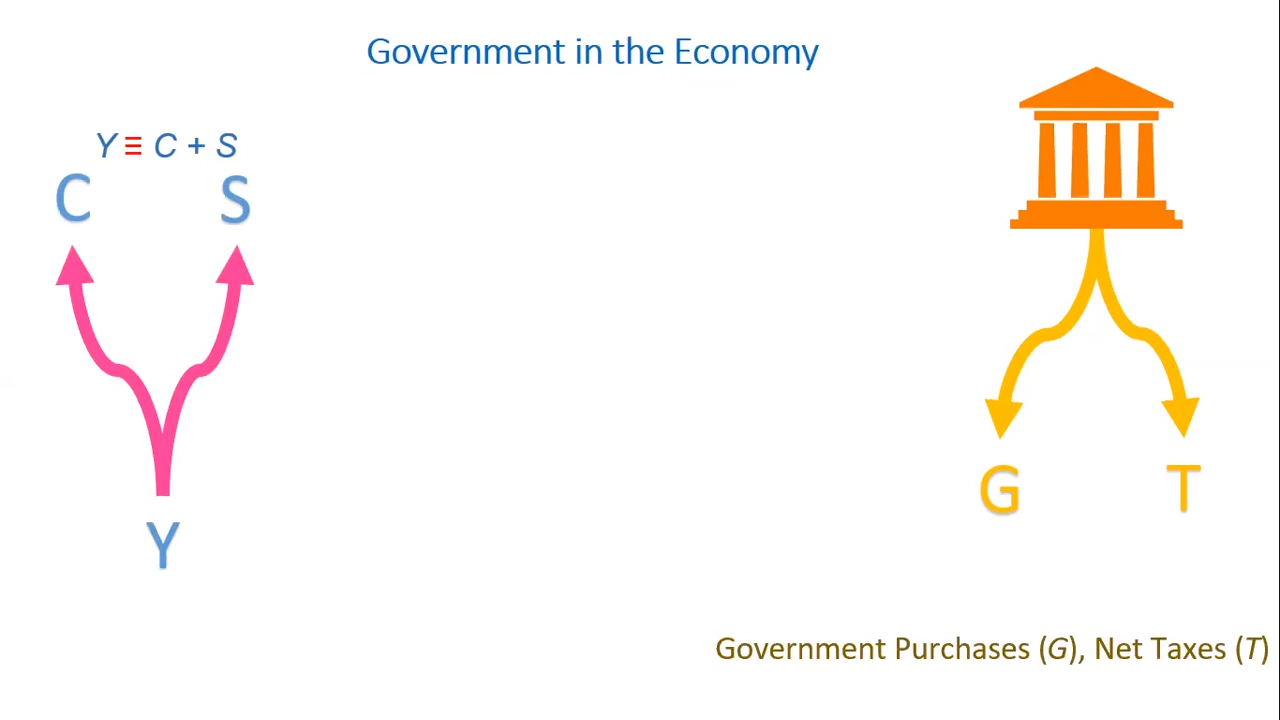 Government in the Economy
Y ≡ C + S
C S
Y
G T
Government Purchases (G), Net Taxes (T)